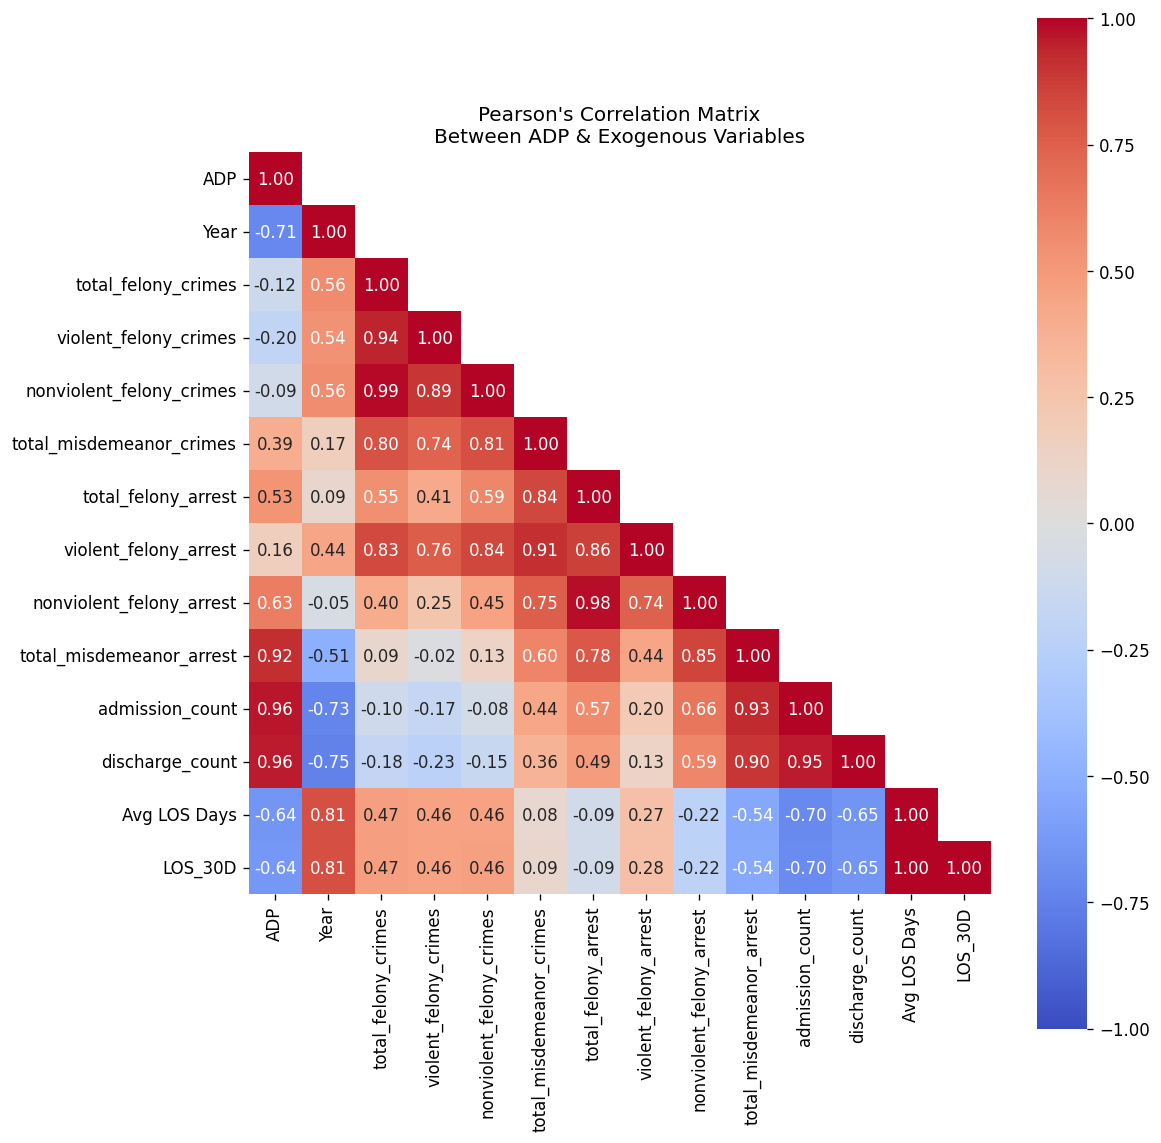 Pearson's Correlation Matrix
Between ADP & Exogenous Variables
ADP 1.00
Year -0.71 1.00
total_felony_crimes -0.12 0.56 1.00
violent_felony_crimes -0.20 0.54 0.94 1.00
nonviolent_felony_crimes -0.09 0.56 0.99 0.89 1.00
total_misdemeanor_crimes 0.39 0.17 0.80 0.74 0.81 1.00
total_felony_arrest 0.53 0.09 0.55 0.41 0.59 0.84 1.00
violent_felony_arrest 0.16 0.44 0.83 0.76 0.84 0.91 0.86 1.00
nonviolent_felony_arrest 0.63 -0.05 0.40 0.25 0.45 0.75 0.98 0.74 1.00
total_misdemeanor_arrest 0.92 -0.51 0.09 -0.02 0.13 0.60 0.78 0.44 0.85 1.00
admission_count 0.96 -0.73 -0.10 -0.17 -0.08 0.44 0.57 0.20 0.66 0.93 1.00
discharge_count 0.96 -0.75 -0.18 -0.23 -0.15 0.36 0.49 0.13 0.59 0.90 0.95 1.00
Avg LOS Days -0.64 0.81 0.47 0.46 0.46 0.08 -0.09 0.27 -0.22 -0.54 -0.70 -0.65 1.00
LOS_30D -0.64 0.81 0.47 0.46 0.46 0.09 -0.09 0.28 -0.22 -0.54 -0.70 -0.65 1.00 1.00
ADP
Year
total_felony_crimes
violent_felony_crimes
nonviolent_felony_crimes
total_misdemeanor_crimes
total_felony_arrest
violent_felony_arrest
nonviolent_felony_arrest
total_misdemeanor_arrest
admission_count
discharge_count
Avg LOS Days
LOS_30D
1.00
0.75
0.50
0.25
0.00
−0.25
−0.50
−0.75
−1.00